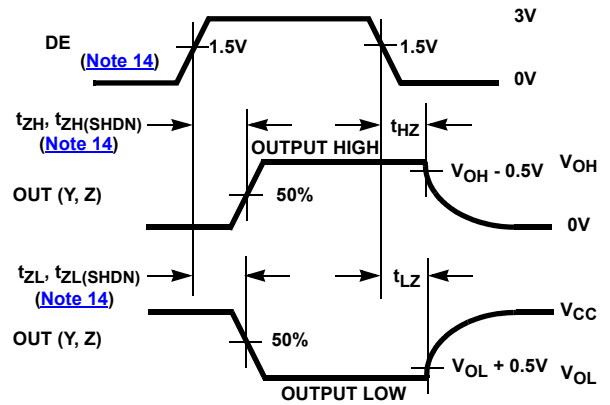 3V
DE
(Note 14)
1.5V
1.5V
0V
tZH, tZH(SHDN)
(Note 14)
tHZ
OUTPUT HIGH
VOH - 0.5V
VOH
OUT (Y, Z)
50%
0V
tZL, tZL(SHDN)
(Note 14)
tLZ
VCC
OUT (Y, Z)
50%
VOL + 0.5V
VOL
OUTPUT LOW